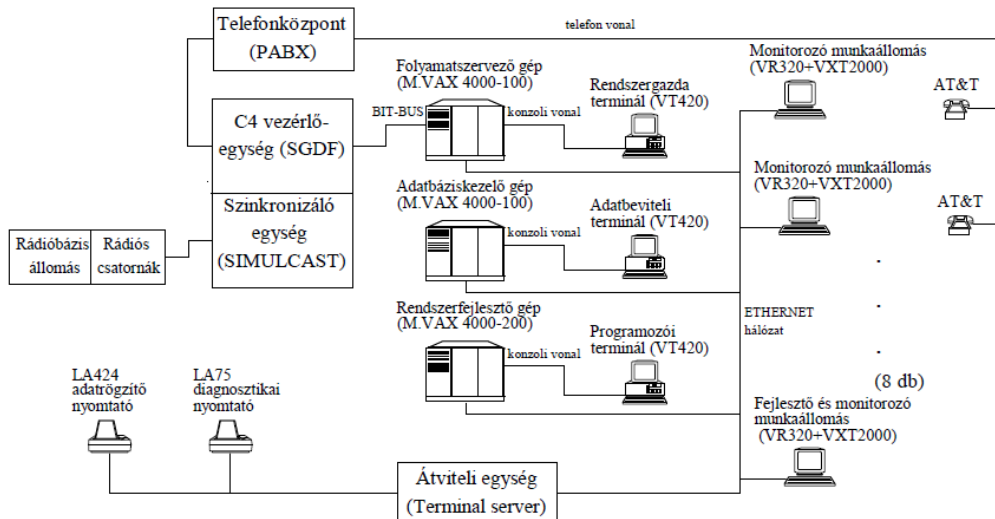 Telefonközpont
(PABX)
telefon vonal
Folyamatszervező gép
(M.VAX 4000-100)
Rendszergazda
terminál (VT420)
Monitorozó munkaállomás
(VR320+VXT2000)
AT&T
C4 vezérlő-
egység (SGDF)
BIT-BUS
konzoli vonal
Adatbáziskezelő gép
(M.VAX 4000-100)
Adatbeviteli
terminál (VT420)
Monitorozó munkaállomás
(VR320+VXT2000)
AT&T
Szinkronizáló
egység
(SIMULCAST)
konzoli vonal
Rádióbázis
állomás
Rádiós
csatornák
Rendszerfejlesztő gép
(M.VAX 4000-200)
Programozói
terminál (VT420)
konzoli vonal
ETHERNET
hálózat
(8 db)
LA424
adatrögzítő
nyomtató
LA75
diagnosztikai
nyomtató
Fejlesztő és monitorozó
munkaállomás
(VR320+VXT2000)
Átviteli egység
(Terminal server)